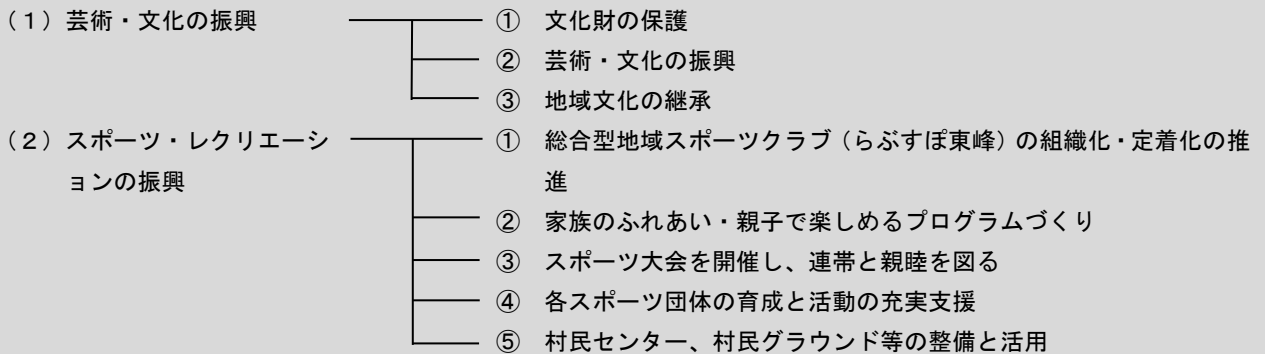 （１）芸術・文化の振興　① 文化財の保護
② 芸術・文化の振興
③ 地域文化の継承
（２）スポーツ・レクリエーシ　① 総合型地域スポーツクラブ（らぶすぽ東峰）の組織化・定着化の推
ョンの振興　進
② 家族のふれあい・親子で楽しめるプログラムづくり
③ スポーツ大会を開催し、連帯と親睦を図る
④ 各スポーツ団体の育成と活動の充実支援
⑤ 村民センター、村民グラウンド等の整備と活用